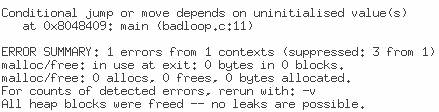 Conditional jump or move depends on uninitialised value(s)
at 0x8048409: main (badloop.c:11)
ERROR SUMMARY: 1 errors from 1 contexts (suppressed: 3 from 1)
malloc/free: in use at exit: 0 bytes in 0 blocks.
malloc/free: 0 allocs, 0 frees, 0 bytes allocated.
For counts of detected errors, rerun with: -v
All heap blocks were freed -- no leaks are possible.